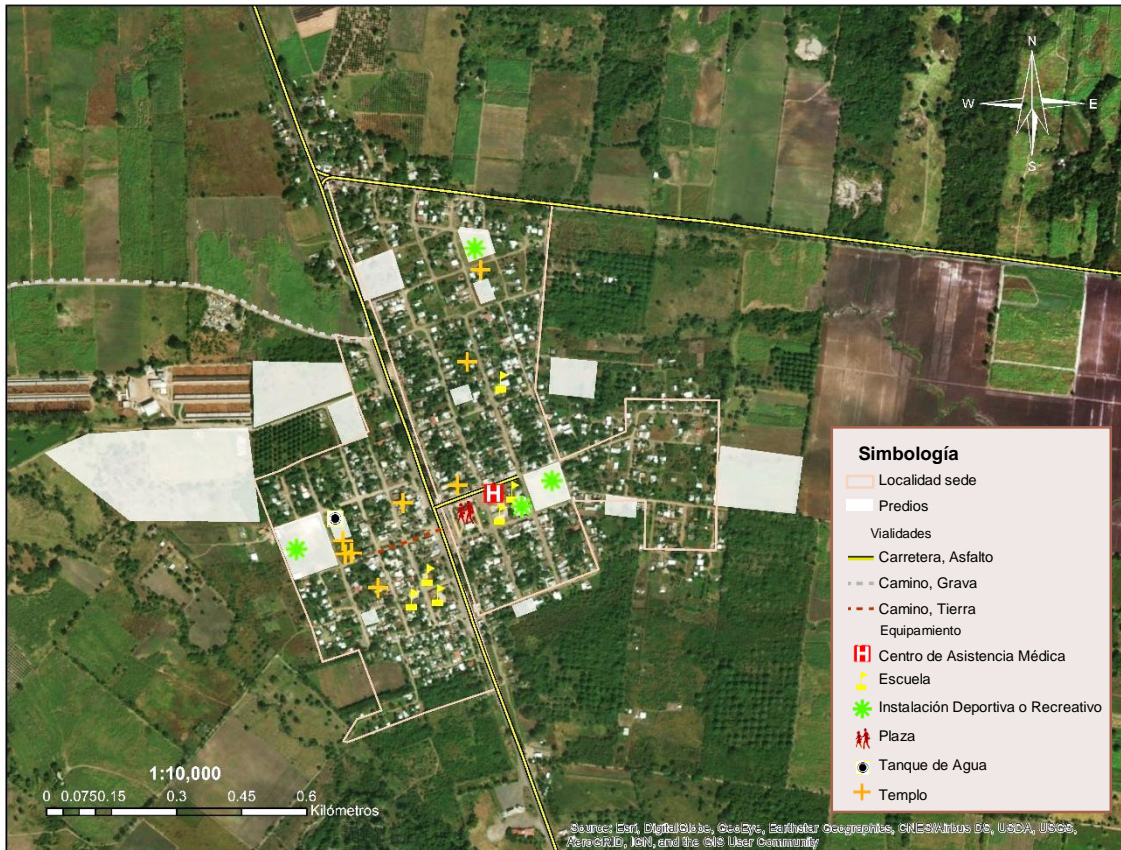 N
W E
S
Simbología
Localidad sede
Predios
Vialidades
Carretera, Asfalto
Camino, Grava
Camino, Tierra
Equipamiento
H Centro de Asistencia Médica
Escuela
Instalación Deportiva o Recreativo
Plaza
Tanque de Agua
Templo
H
1:10,000
0 0.0750.15 0.3 0.45 0.6
Kilómetros
Source: Esri, DigitalGlobe, GeoEye, Earthstar Geographics, CNES/Airbus DS, USDA, USGS,
AeroGRID, IGN, and the GIS User Community